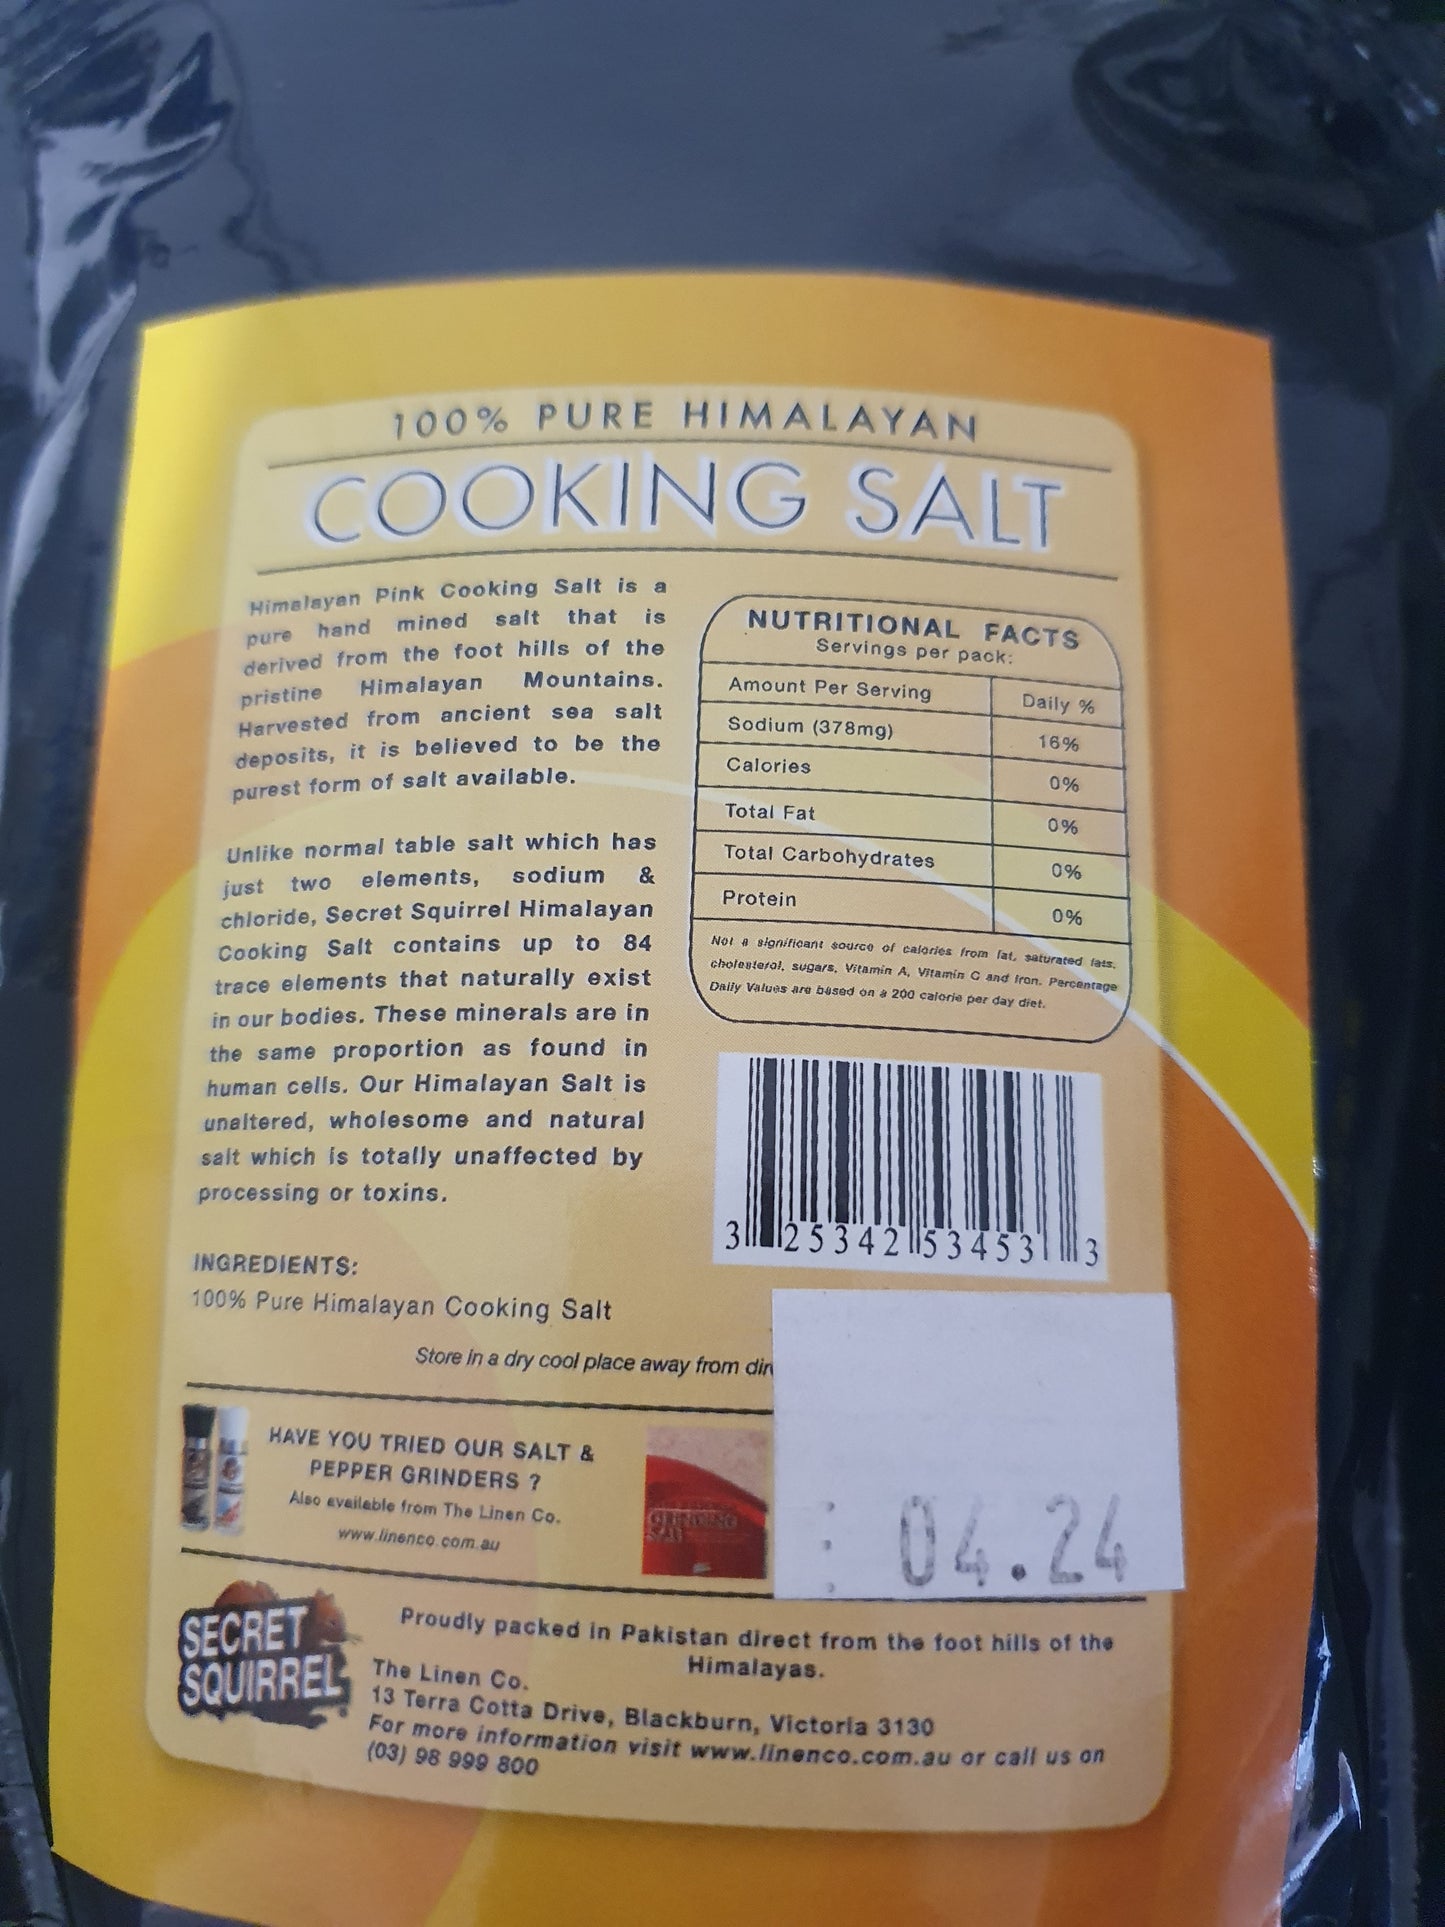 100% PURE HIMALAYAN
COOKING SALT
Himalayan Pink Cooking Salt is a
pure hand mined salt that is
derived from the foot hills of the
pristine Himalayan Mountains.
Harvested from ancient sea salt
deposits, it is believed to be the
purest form of salt available.
Unlike normal table salt which has
just two elements, sodium &
chloride, Secret Squirrel Himalayan
Cooking Salt contains up to 84
trace elements that naturally exist
in our bodies. These minerals are in
the same proportion as found in
human cells. Our Himalayan Salt is
unaltered, wholesome and natural
salt which is totally unaffected by
processing or toxins.
INGREDIENTS:
100% Pure Himalayan Cooking Salt
NUTRITIONAL FACTS
Servings per pack:
Amount Per Serving Daily %
Sodium (378mg) 16%
Calories 0%
Total Fat 0%
Total Carbohydrates 0%
Protein 0%
Not a significant source of calories from fat, saturated fats,
cholesterol, sugars, Vitamin A, Vitamin C and Iron. Percentage
Daily Values are based on a 200 calorie per day diet.
3 25342 53453 3
Store in a dry cool place away from
04.24
HAVE YOU TRIED OUR SALT &
PEPPER GRINDERS ?
Also available from The Linen Co.
www.linenco.com.au
SECRET
SQUIRREL
Proudly packed in Pakistan direct from the foot hills of the
Himalayas.
The Linen Co.
13 Terra Cotta Drive, Blackburn, Victoria 3130
For more information visit www.linenco.com.au or call us on
(03) 98 999 800